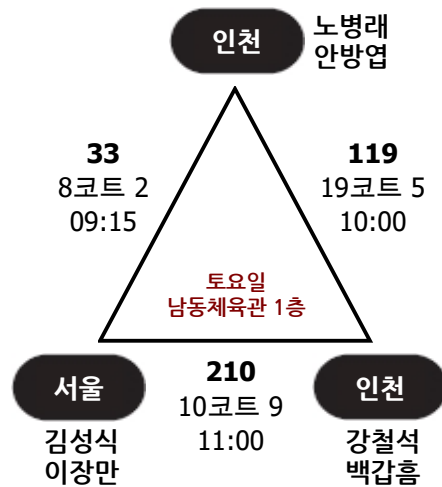 인천
노병래
안방엽
33
8코트 2
09:15
119
19코트 5
10:00
토요일
남동체육관 1층
서울
김성식
이장만
210
10코트 9
11:00
인천
강철석
백갑흠